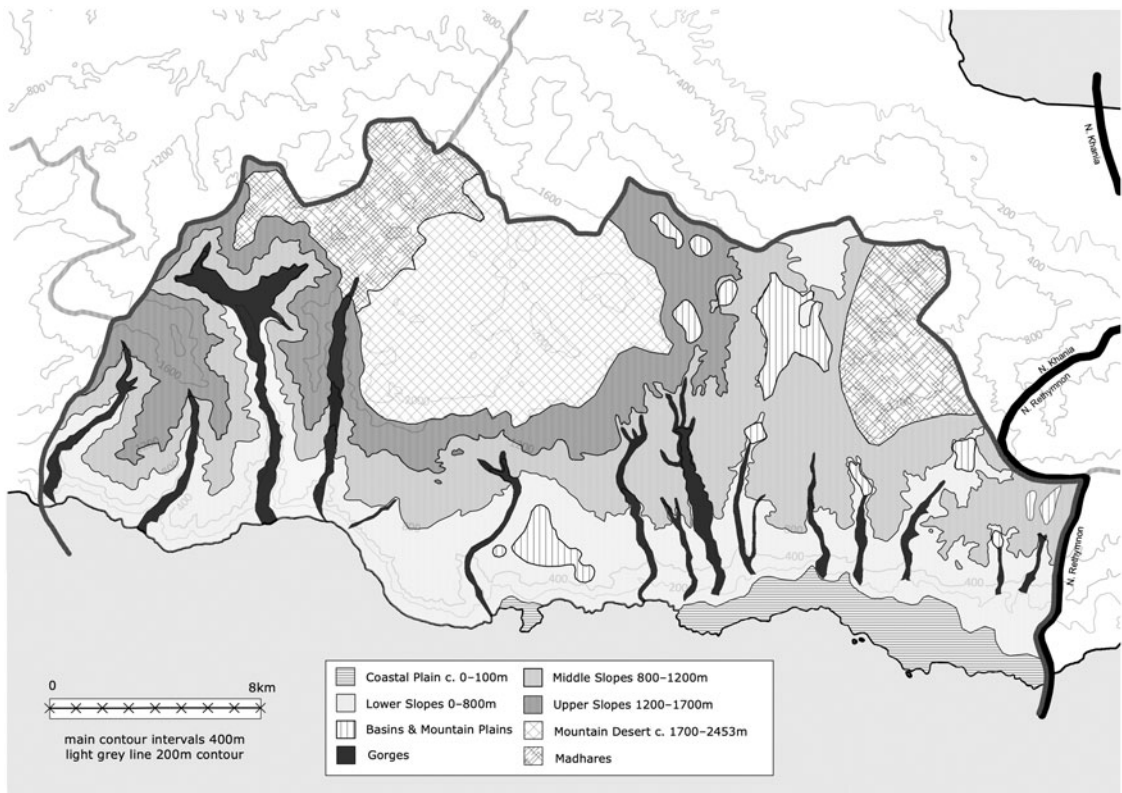 800
400
1200
1600
200
400
800
N. Khania
N. Khania
N. Rethymnon
N. Rethymnon
1600
400
200
400
400
0 8km
main contour intervals 400m
light grey line 200m contour
Coastal Plain c. 0–100m
Lower Slopes 0–800m
Basins & Mountain Plains
Gorges
Middle Slopes 800–1200m
Upper Slopes 1200–1700m
Mountain Desert c. 1700–2453m
Madhares